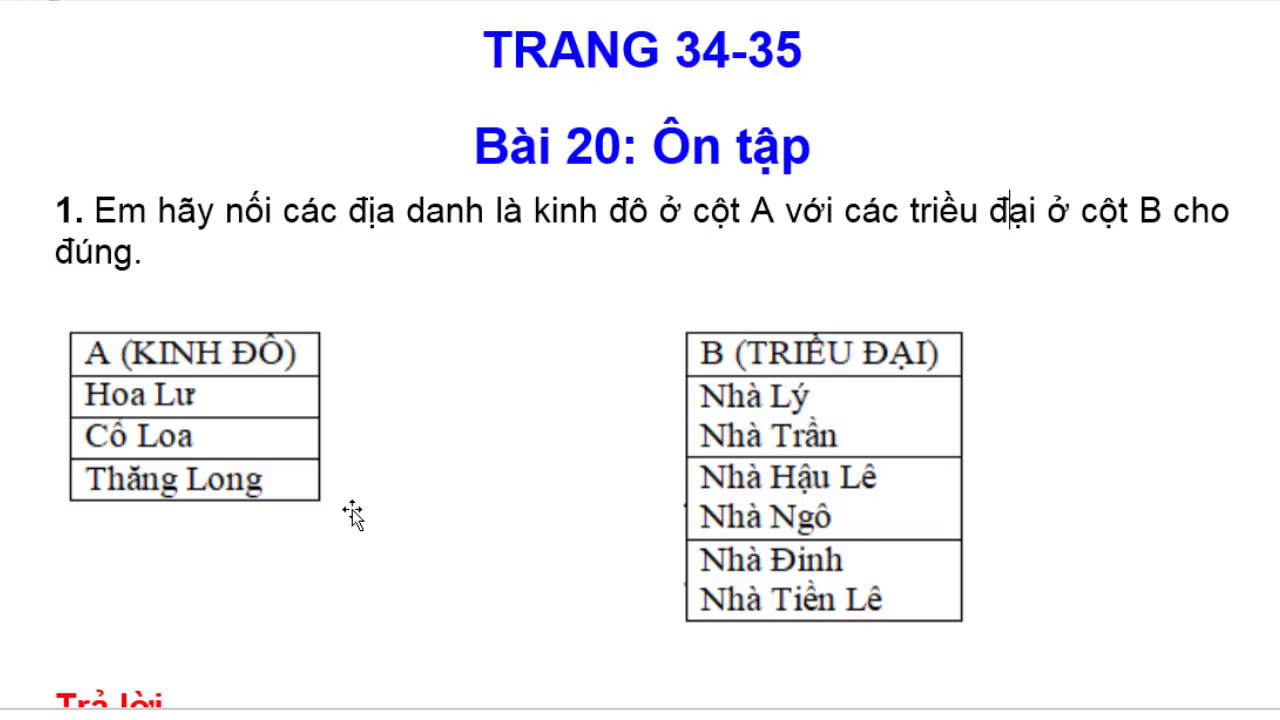 TRANG 34-35
Bài 20: Ôn tập
1. Em hãy nối các địa danh là kinh đô ở cột A với các triều đại ở cột B cho
đúng.
A (KINH ĐÔ)
Hoa Lư
Cổ Loa
Thăng Long
B (TRIỀU ĐẠI)
Nhà Lý
Nhà Trần
Nhà Hậu Lê
Nhà Ngô
Nhà Đinh
Nhà Tiền Lê
Trả lời